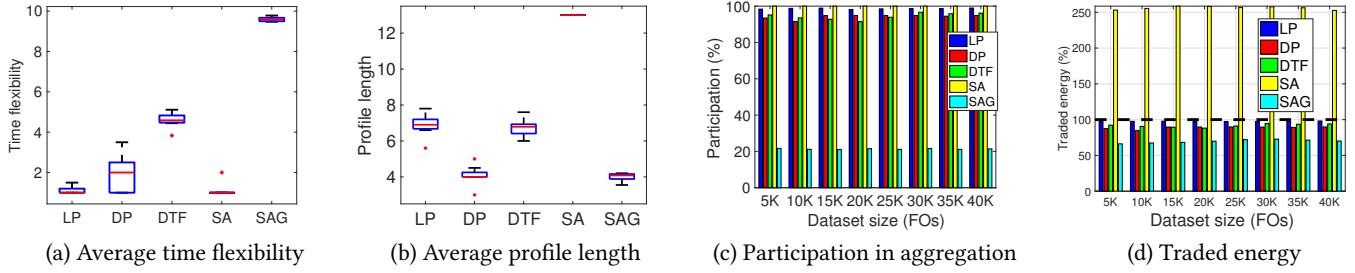 Time flexibility
10
8
6
4
2
LP DP DTF SA SAG
(a) Average time flexibility
Profile length
12
10
8
6
4
LP DP DTF SA SAG
(b) Average profile length
Participation (%)
100
80
60
40
20
0
LP
DP
DTF
SA
SAG
5K 10K 15K 20K 25K 30K 35K 40K
Dataset size (FOs)
(c) Participation in aggregation
Traded energy (%)
250
200
150
100
50
0
LP
DP
DTF
SA
SAG
5K 10K 15K 20K 25K 30K 35K 40K
Dataset size (FOs)
(d) Traded energy